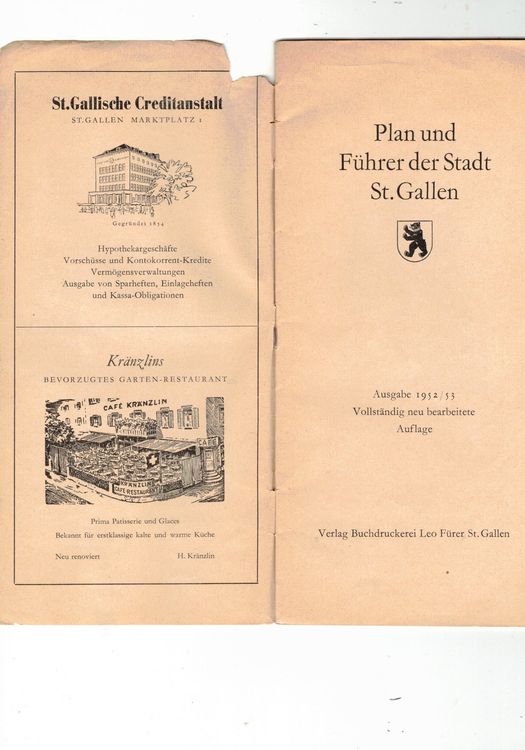 St.Gallische Creditanstalt
ST. GALLEN MARKTPLATZ 1
Gegründet 1854
Hypothekargeschäfte
Vorschüsse und Kontokorrent-Kredite
Vermögensverwaltungen
Ausgabe von Sparheften, Einlageheften
und Kassa-Obligationen
Kränzlins
BEVORZUGTES GARTEN-RESTAURANT
CAFÉ KRÄNZLIN
CAFÉ
KRÄNZLIN
CAFE-RESTAURANT
Prima Patisserie und Glaces
Bekannt für erstklassige kalte und warme Küche
Neu renoviert H. Kränzlin
Plan und
Führer der Stadt
St. Gallen
Ausgabe 1952/53
Vollständig neu bearbeitete
Auflage
Verlag Buchdruckerei Leo Fürer St. Gallen